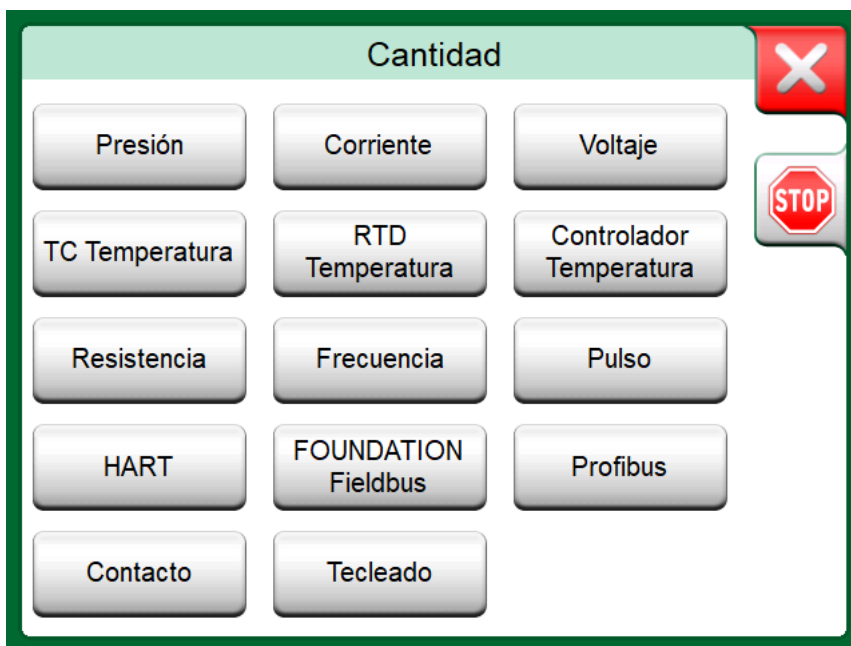 Cantidad
Presión
Corriente
Voltaje
STOP
TC Temperatura
RTD
Temperatura
Controlador
Temperatura
Resistencia
Frecuencia
Pulso
HART
FOUNDATION
Fieldbus
Profibus
Contacto
Tecleado